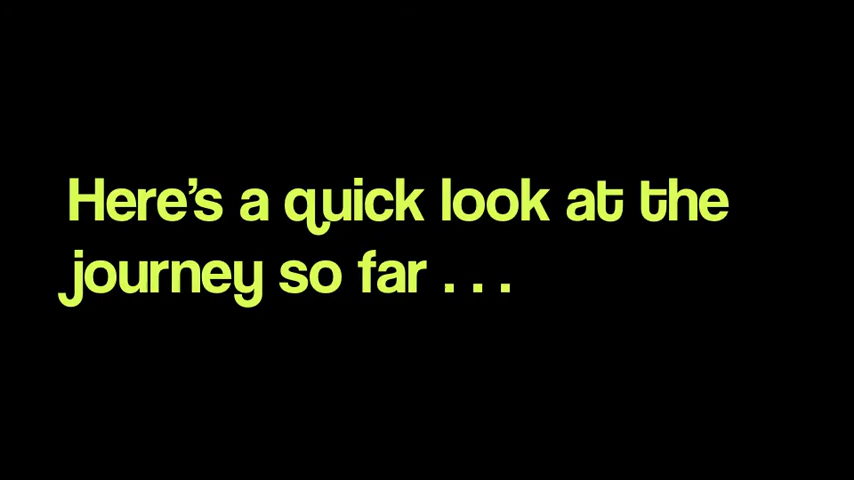 Here's a quick look at the
journey so far . . .